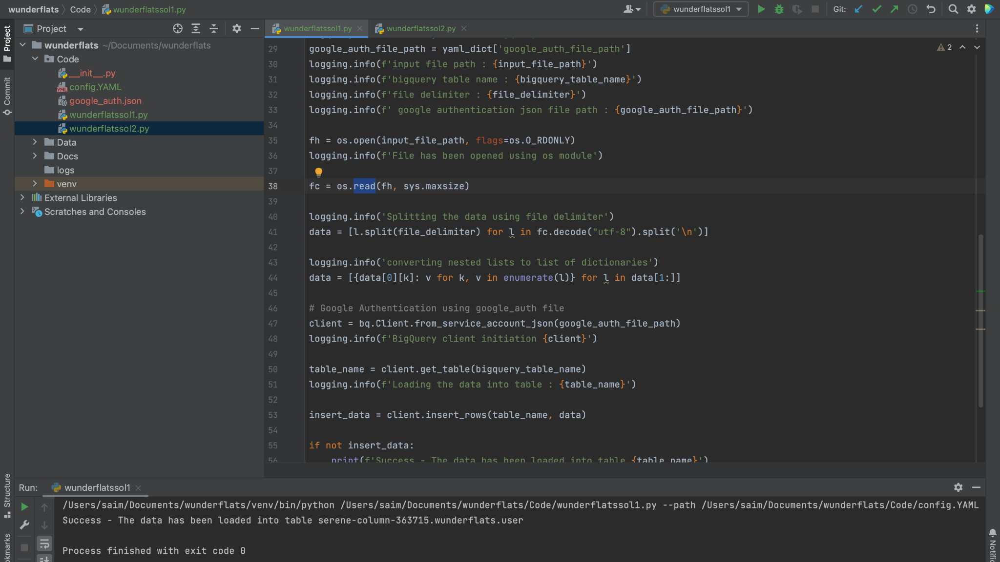 wunderflats Code wunderflatssol1.py
wunderflatssol1
Git:
Project
wunderflatssol1.py
wunderflatssol2.py
Project
Commit
Structure
wunderflats ~/Documents/wunderflats
Code
__init__.py
config.YAML
google_auth.json
wunderflatssol1.py
wunderflatssol2.py
Data
Docs
logs
venv
External Libraries
Scratches and Consoles
2
29 google_auth_file_path = yaml_dict['google_auth_file_path']
30 logging.info(f'input file path : {input_file_path}')
31 logging.info(f'bigquery table name : {bigquery_table_name}')
32 logging.info(f'file delimiter : {file_delimiter}')
33 logging.info(f' google authentication json file path : {google_auth_file_path}')
34
35 fh = os.open(input_file_path, flags=os.O_RDONLY)
36 logging.info(f'File has been opened using os module')
37
38 fc = os.read(fh, sys.maxsize)
39
40 logging.info('Splitting the data using file delimiter')
41 data = [l.split(file_delimiter) for l in fc.decode("utf-8").split('\n')]
42
43 logging.info('converting nested lists to list of dictionaries')
44 data = [{data[0][k]: v for k, v in enumerate(l)} for l in data[1:]]
45
46 # Google Authentication using google_auth file
47 client = bq.Client.from_service_account_json(google_auth_file_path)
48 logging.info(f'BigQuery client initiation {client}')
49
50 table_name = client.get_table(bigquery_table_name)
51 logging.info(f'Loading the data into table : {table_name}')
52
53 insert_data = client.insert_rows(table_name, data)
54
55 if not insert_data:
56 print(f'Success - The data has been loaded into table {table_name}')
Run: wunderflatssol1
/Users/saim/Documents/wunderflats/venv/bin/python /Users/saim/Documents/wunderflats/Code/wunderflatssol1.py --path /Users/saim/Documents/wunderflats/Code/config.YAML
Success - The data has been loaded into table serene-column-363715.wunderflats.user
Process finished with exit code 0